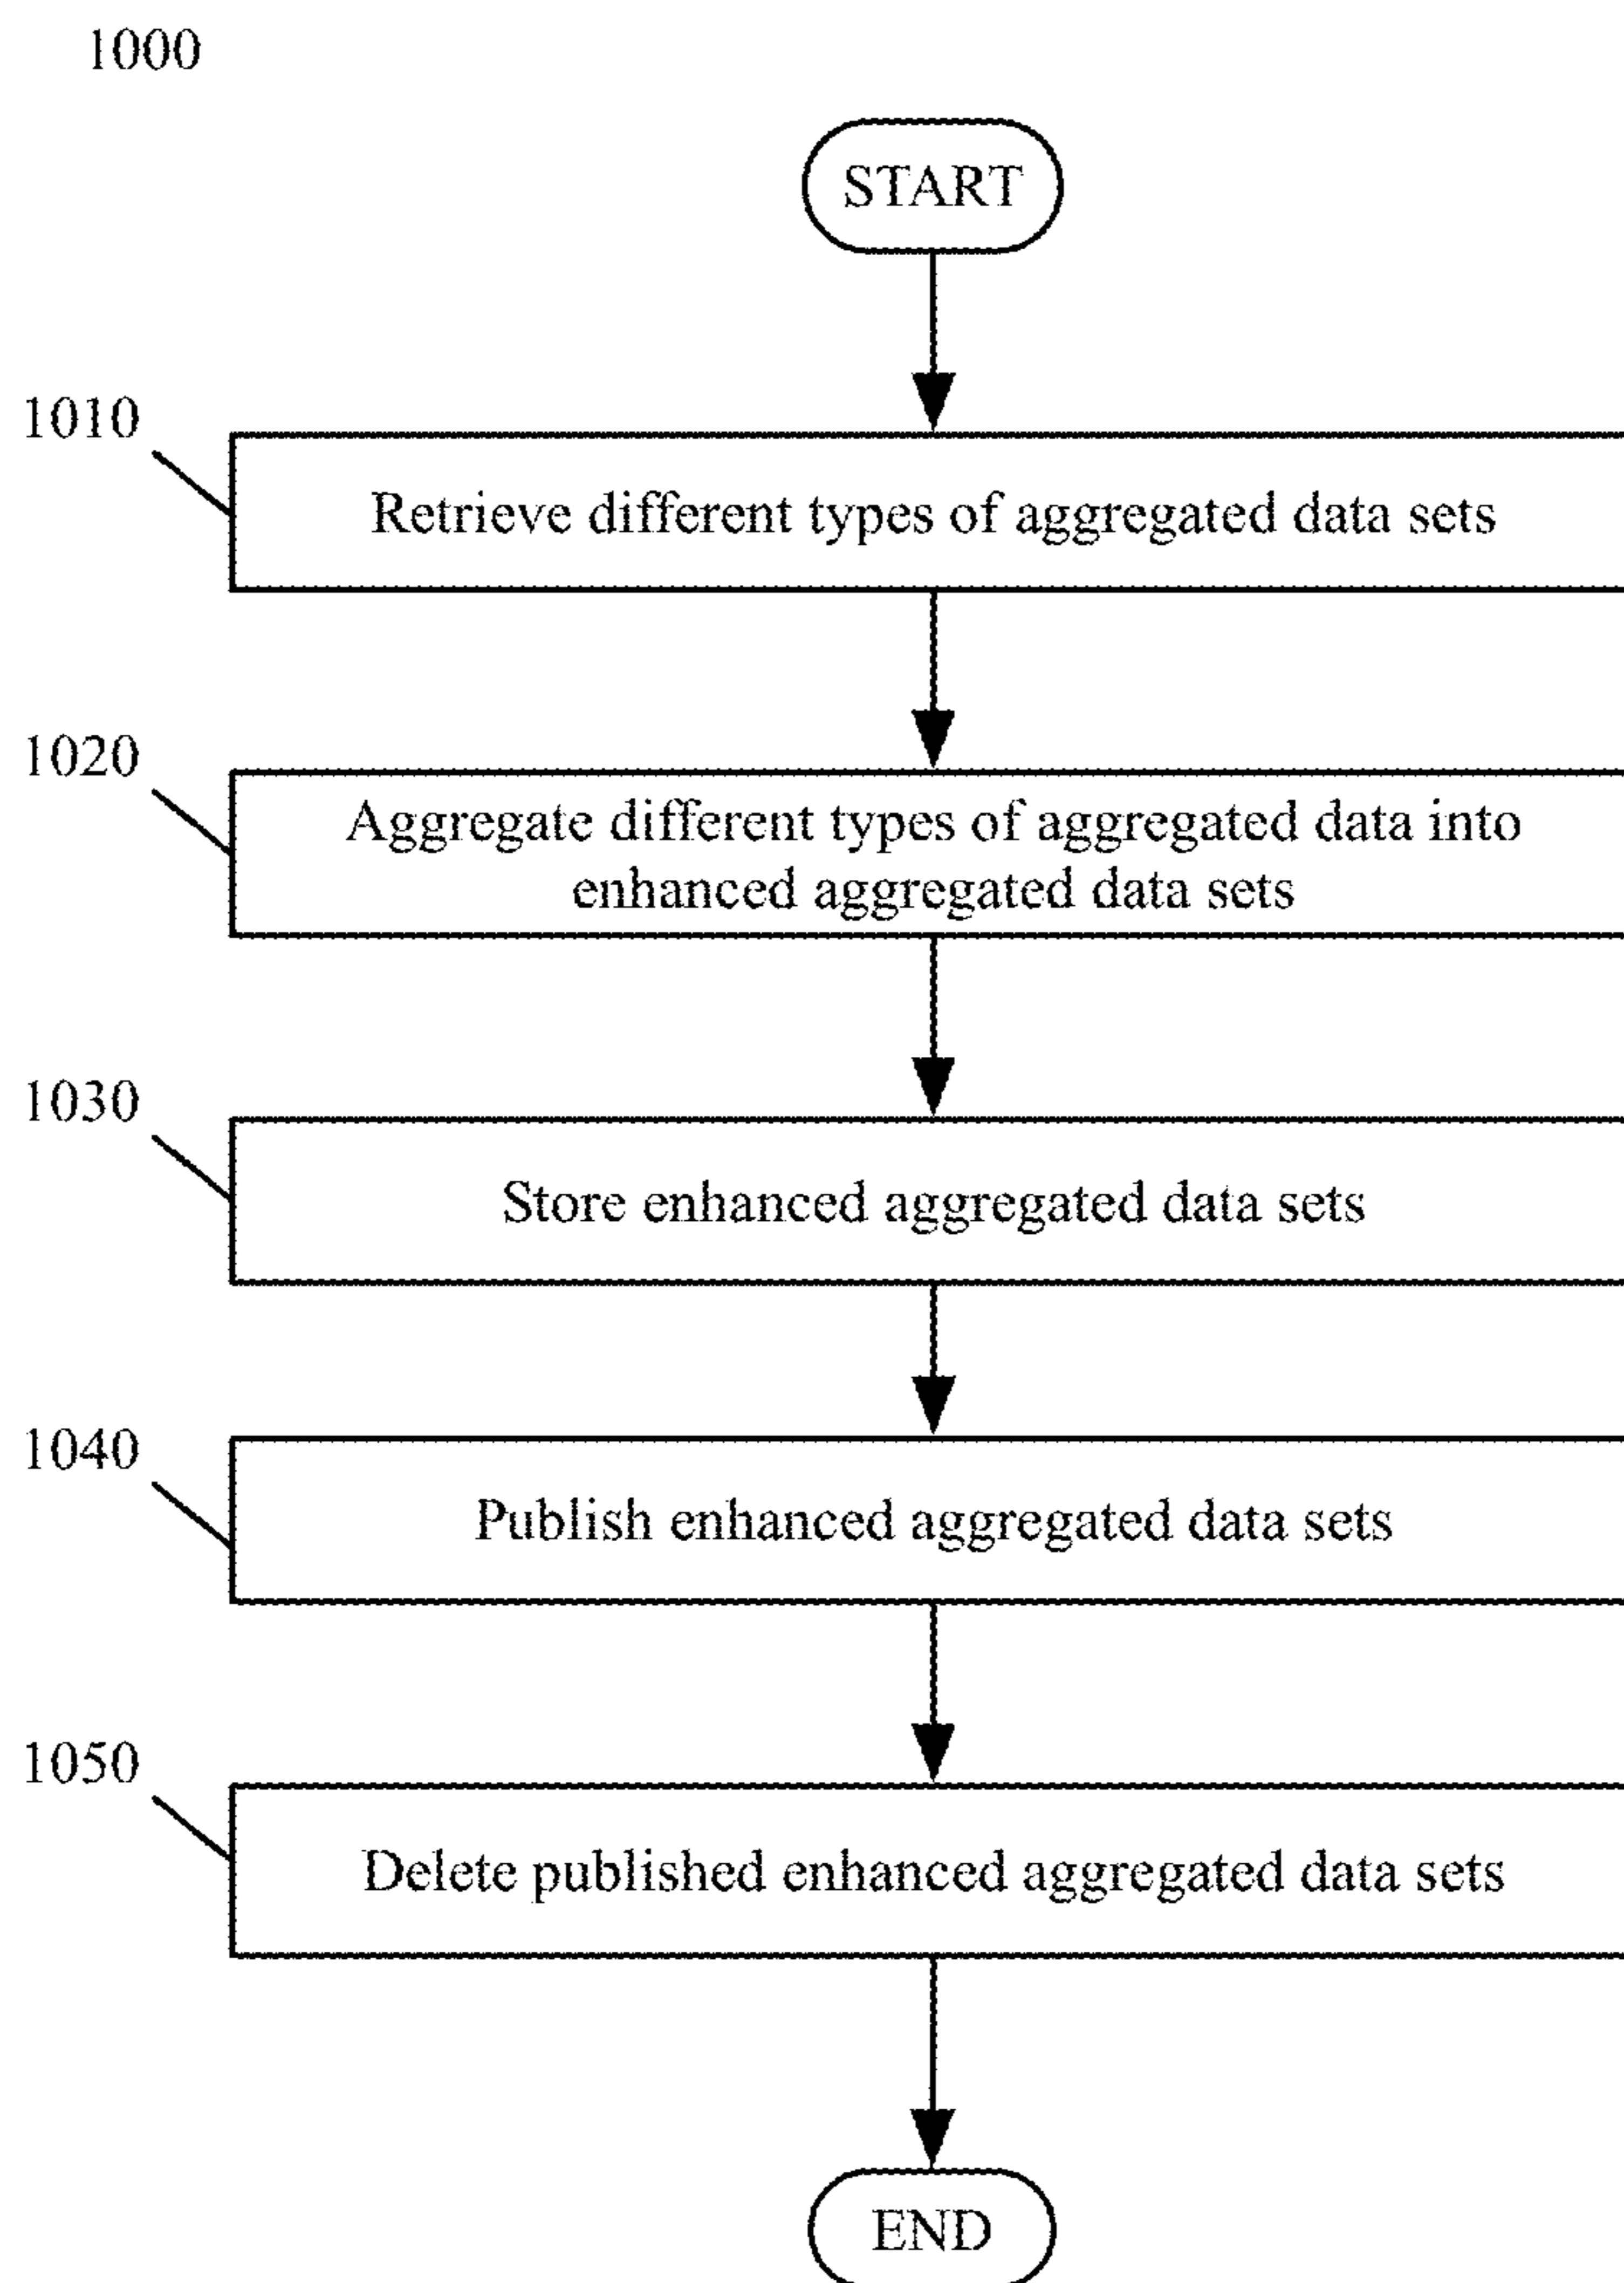 1000
START
1010
Retrieve different types of aggregated data sets
1020
Aggregate different types of aggregated data into
enhanced aggregated data sets
1030
Store enhanced aggregated data sets
1040
Publish enhanced aggregated data sets
1050
Delete published enhanced aggregated data sets
END